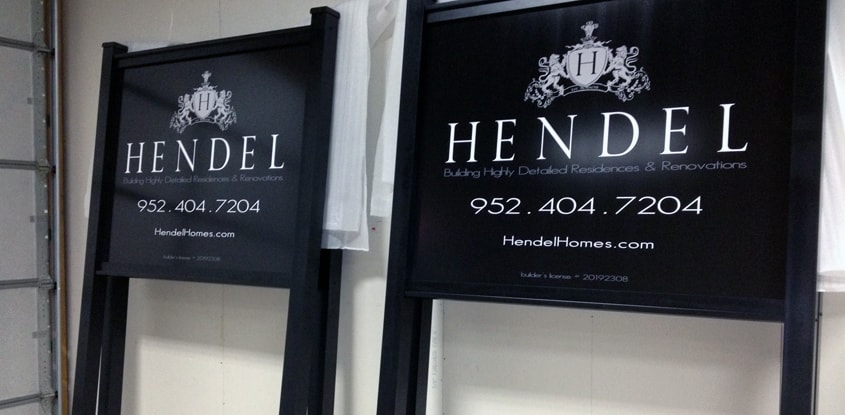 H
HENDEL
Building Highly Detailed Residences & Renovations
952.404.7204
HendelHomes.com
builder's license # 20192308
H
HENDEL
Building Highly Detailed Residences & Renovations
952.404.7204
HendelHomes.com
builder's license # 20192308